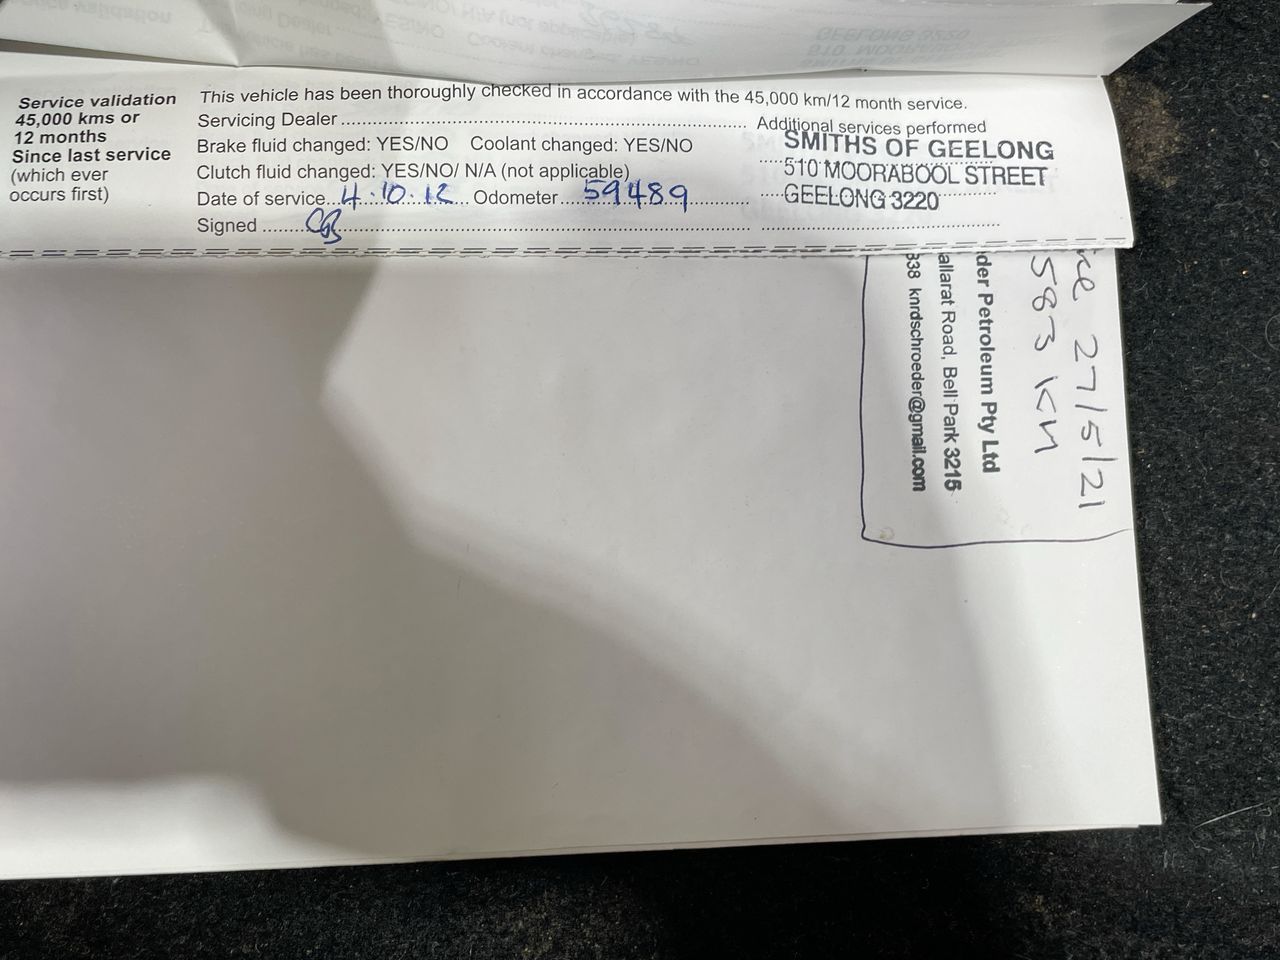 Service validation
45,000 kms or
12 months
Since last service
(which ever
occurs first)
This vehicle has been thoroughly checked in accordance with the 45,000 km/12 month service.
Servicing Dealer
Additional services performed
Brake fluid changed: YES/NO Coolant changed: YES/NO
Clutch fluid changed: YES/NO/ N/A (not applicable)
Date of service 4.10.12 Odometer 59489
Signed
SMITHS OF GEELONG
510 MOORABOOL STREET
GEELONG 3220
27/5/21
583 KM
der Petroleum Pty Ltd
allarat Road, Bell Park 3215
338 knrdschroeder@gmail.com